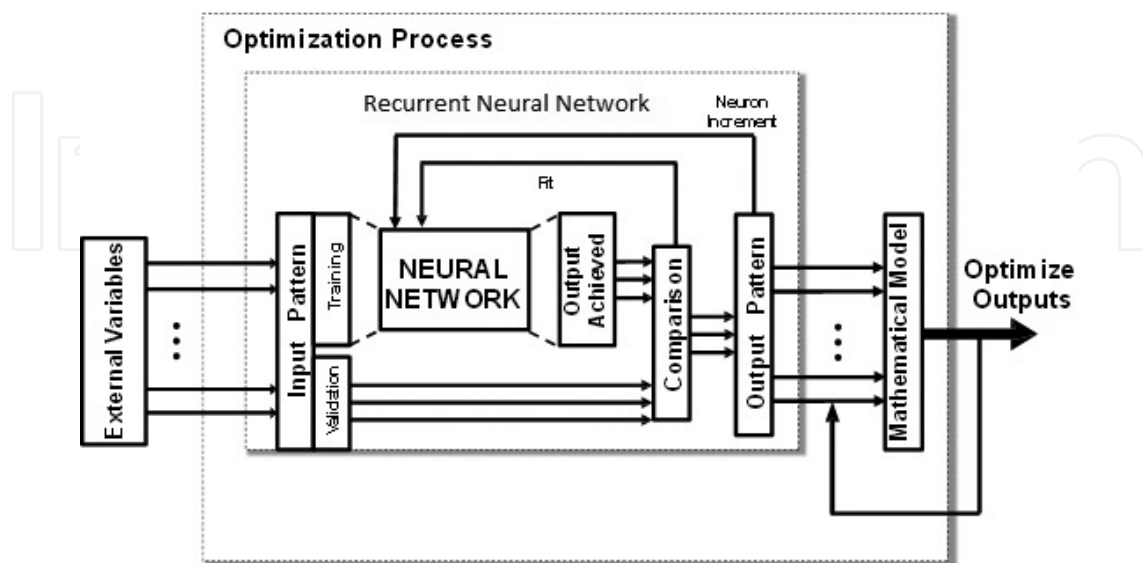 Optimization Process
Recurrent Neural Network
Neuron
Increment
Fit
External Variables
Input Pattern
Training
Validation
NEURAL
NETWORK
Output
Achieved
Comparison
Output Pattern
Mathematical Model
Optimize
Outputs